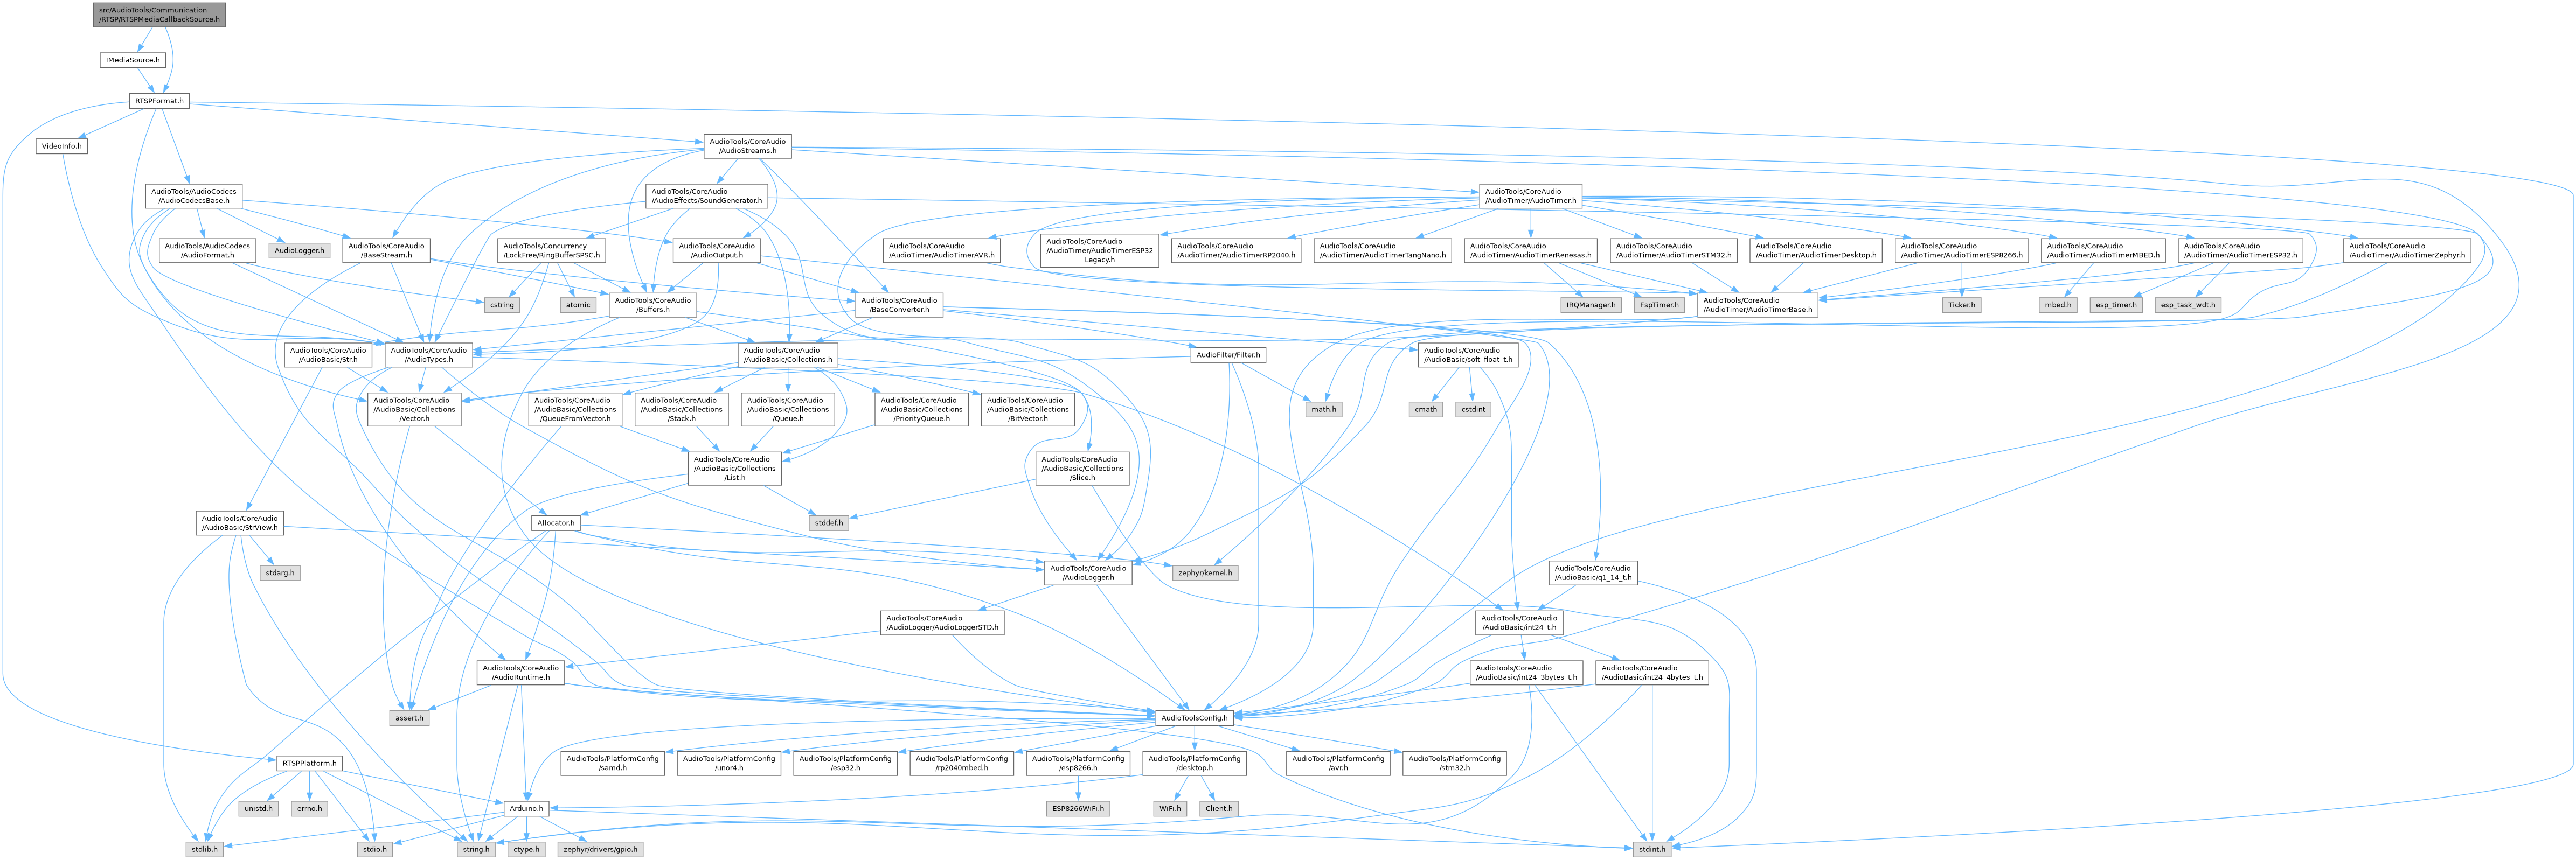 src/AudioTools/Communication
/RTSP/RTSPMediaCallbackSource.h
IMediaSource.h
RTSPFormat.h
VideoInfo.h
AudioTools/CoreAudio
/AudioStreams.h
AudioTools/AudioCodecs
/AudioCodecsBase.h
AudioTools/CoreAudio
/AudioEffects/SoundGenerator.h
AudioTools/CoreAudio
/AudioTimer/AudioTimer.h
AudioTools/AudioCodecs
/AudioFormat.h
AudioLogger.h
AudioTools/CoreAudio
/BaseStream.h
AudioTools/Concurrency
/LockFree/RingBufferSPSC.h
AudioTools/CoreAudio
/AudioOutput.h
AudioTools/CoreAudio
/AudioTimer/AudioTimerAVR.h
AudioTools/CoreAudio
/AudioTimer/AudioTimerESP32
Legacy.h
AudioTools/CoreAudio
/AudioTimer/AudioTimerRP2040.h
AudioTools/CoreAudio
/AudioTimer/AudioTimerTangNano.h
AudioTools/CoreAudio
/AudioTimer/AudioTimerRenesas.h
AudioTools/CoreAudio
/AudioTimer/AudioTimerSTM32.h
AudioTools/CoreAudio
/AudioTimer/AudioTimerDesktop.h
AudioTools/CoreAudio
/AudioTimer/AudioTimerESP8266.h
AudioTools/CoreAudio
/AudioTimer/AudioTimerMBED.h
AudioTools/CoreAudio
/AudioTimer/AudioTimerESP32.h
AudioTools/CoreAudio
/AudioTimer/AudioTimerZephyr.h
cstring
atomic
AudioTools/CoreAudio
/Buffers.h
AudioTools/CoreAudio
/BaseConverter.h
IRQManager.h
FspTimer.h
AudioTools/CoreAudio
/AudioTimer/AudioTimerBase.h
Ticker.h
mbed.h
esp_timer.h
esp_task_wdt.h
AudioTools/CoreAudio
/AudioBasic/Str.h
AudioTools/CoreAudio
/AudioTypes.h
AudioTools/CoreAudio
/AudioBasic/Collections.h
AudioFilter/Filter.h
AudioTools/CoreAudio
/AudioBasic/soft_float_t.h
AudioTools/CoreAudio
/AudioBasic/Collections
/Vector.h
AudioTools/CoreAudio
/AudioBasic/Collections
/QueueFromVector.h
AudioTools/CoreAudio
/AudioBasic/Collections
/Stack.h
AudioTools/CoreAudio
/AudioBasic/Collections
/Queue.h
AudioTools/CoreAudio
/AudioBasic/Collections
/PriorityQueue.h
AudioTools/CoreAudio
/AudioBasic/Collections
/BitVector.h
math.h
cmath
cstdint
AudioTools/CoreAudio
/AudioBasic/Collections
/List.h
AudioTools/CoreAudio
/AudioBasic/Collections
/Slice.h
AudioTools/CoreAudio
/AudioBasic/StrView.h
Allocator.h
stddef.h
stdarg.h
AudioTools/CoreAudio
/AudioLogger.h
zephyr/kernel.h
AudioTools/CoreAudio
/AudioBasic/q1_14_t.h
AudioTools/CoreAudio
/AudioLogger/AudioLoggerSTD.h
AudioTools/CoreAudio
/AudioBasic/int24_t.h
AudioTools/CoreAudio
/AudioRuntime.h
AudioTools/CoreAudio
/AudioBasic/int24_3bytes_t.h
AudioTools/CoreAudio
/AudioBasic/int24_4bytes_t.h
assert.h
AudioToolsConfig.h
RTSPPlatform.h
AudioTools/PlatformConfig
/samd.h
AudioTools/PlatformConfig
/unor4.h
AudioTools/PlatformConfig
/esp32.h
AudioTools/PlatformConfig
/rp2040mbed.h
AudioTools/PlatformConfig
/esp8266.h
AudioTools/PlatformConfig
/desktop.h
AudioTools/PlatformConfig
/avr.h
AudioTools/PlatformConfig
/stm32.h
unistd.h
errno.h
Arduino.h
ESP8266WiFi.h
WiFi.h
Client.h
stdlib.h
stdio.h
string.h
ctype.h
zephyr/drivers/gpio.h
stdint.h